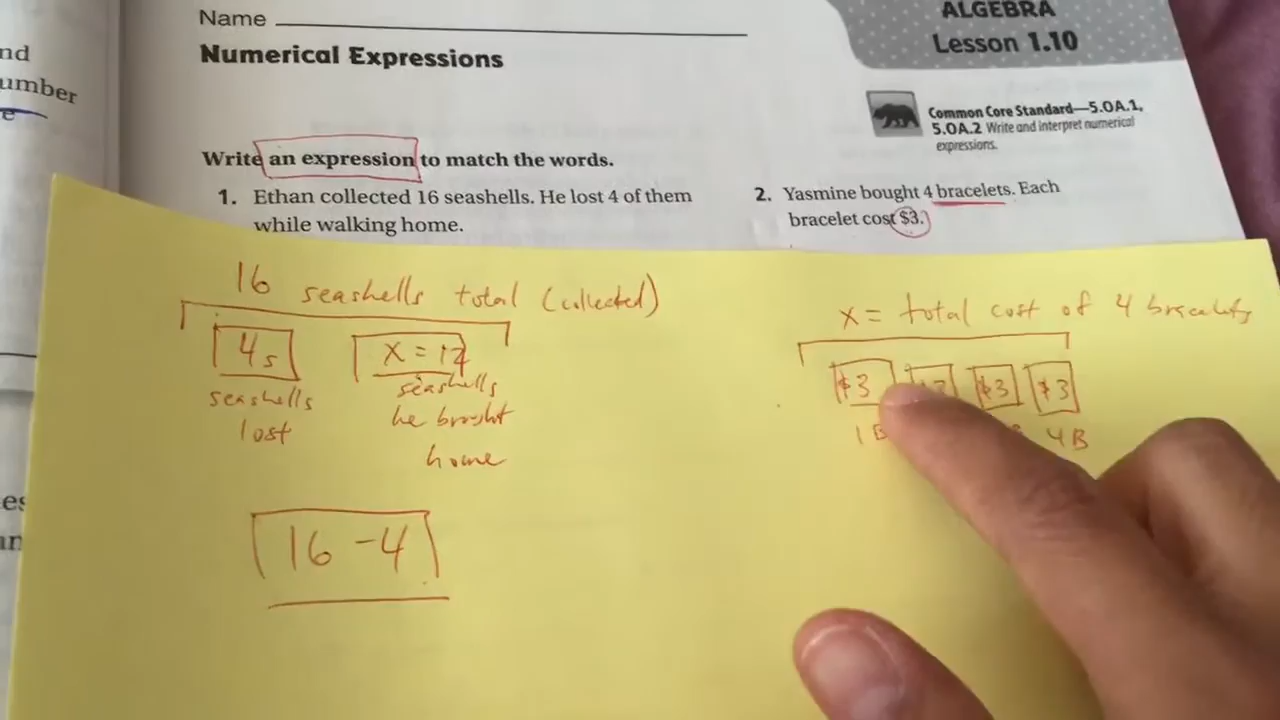 nd
umber
e
Name
Numerical Expressions
ALGEBRA
Lesson 1.10
Common Core Standard—5.OA.1,
5.OA.2 Write and interpret numerical
expressions.
Write an expression to match the words.
1. Ethan collected 16 seashells. He lost 4 of them
while walking home.
2. Yasmine bought 4 bracelets. Each
bracelet cost $3.
16 seashells total (collected)
4s
x = 12
seashells
lost
seashells
he brought
home
16 - 4
x = total cost of 4 bracelets
$3 $3 $3
1B 4B
es
an